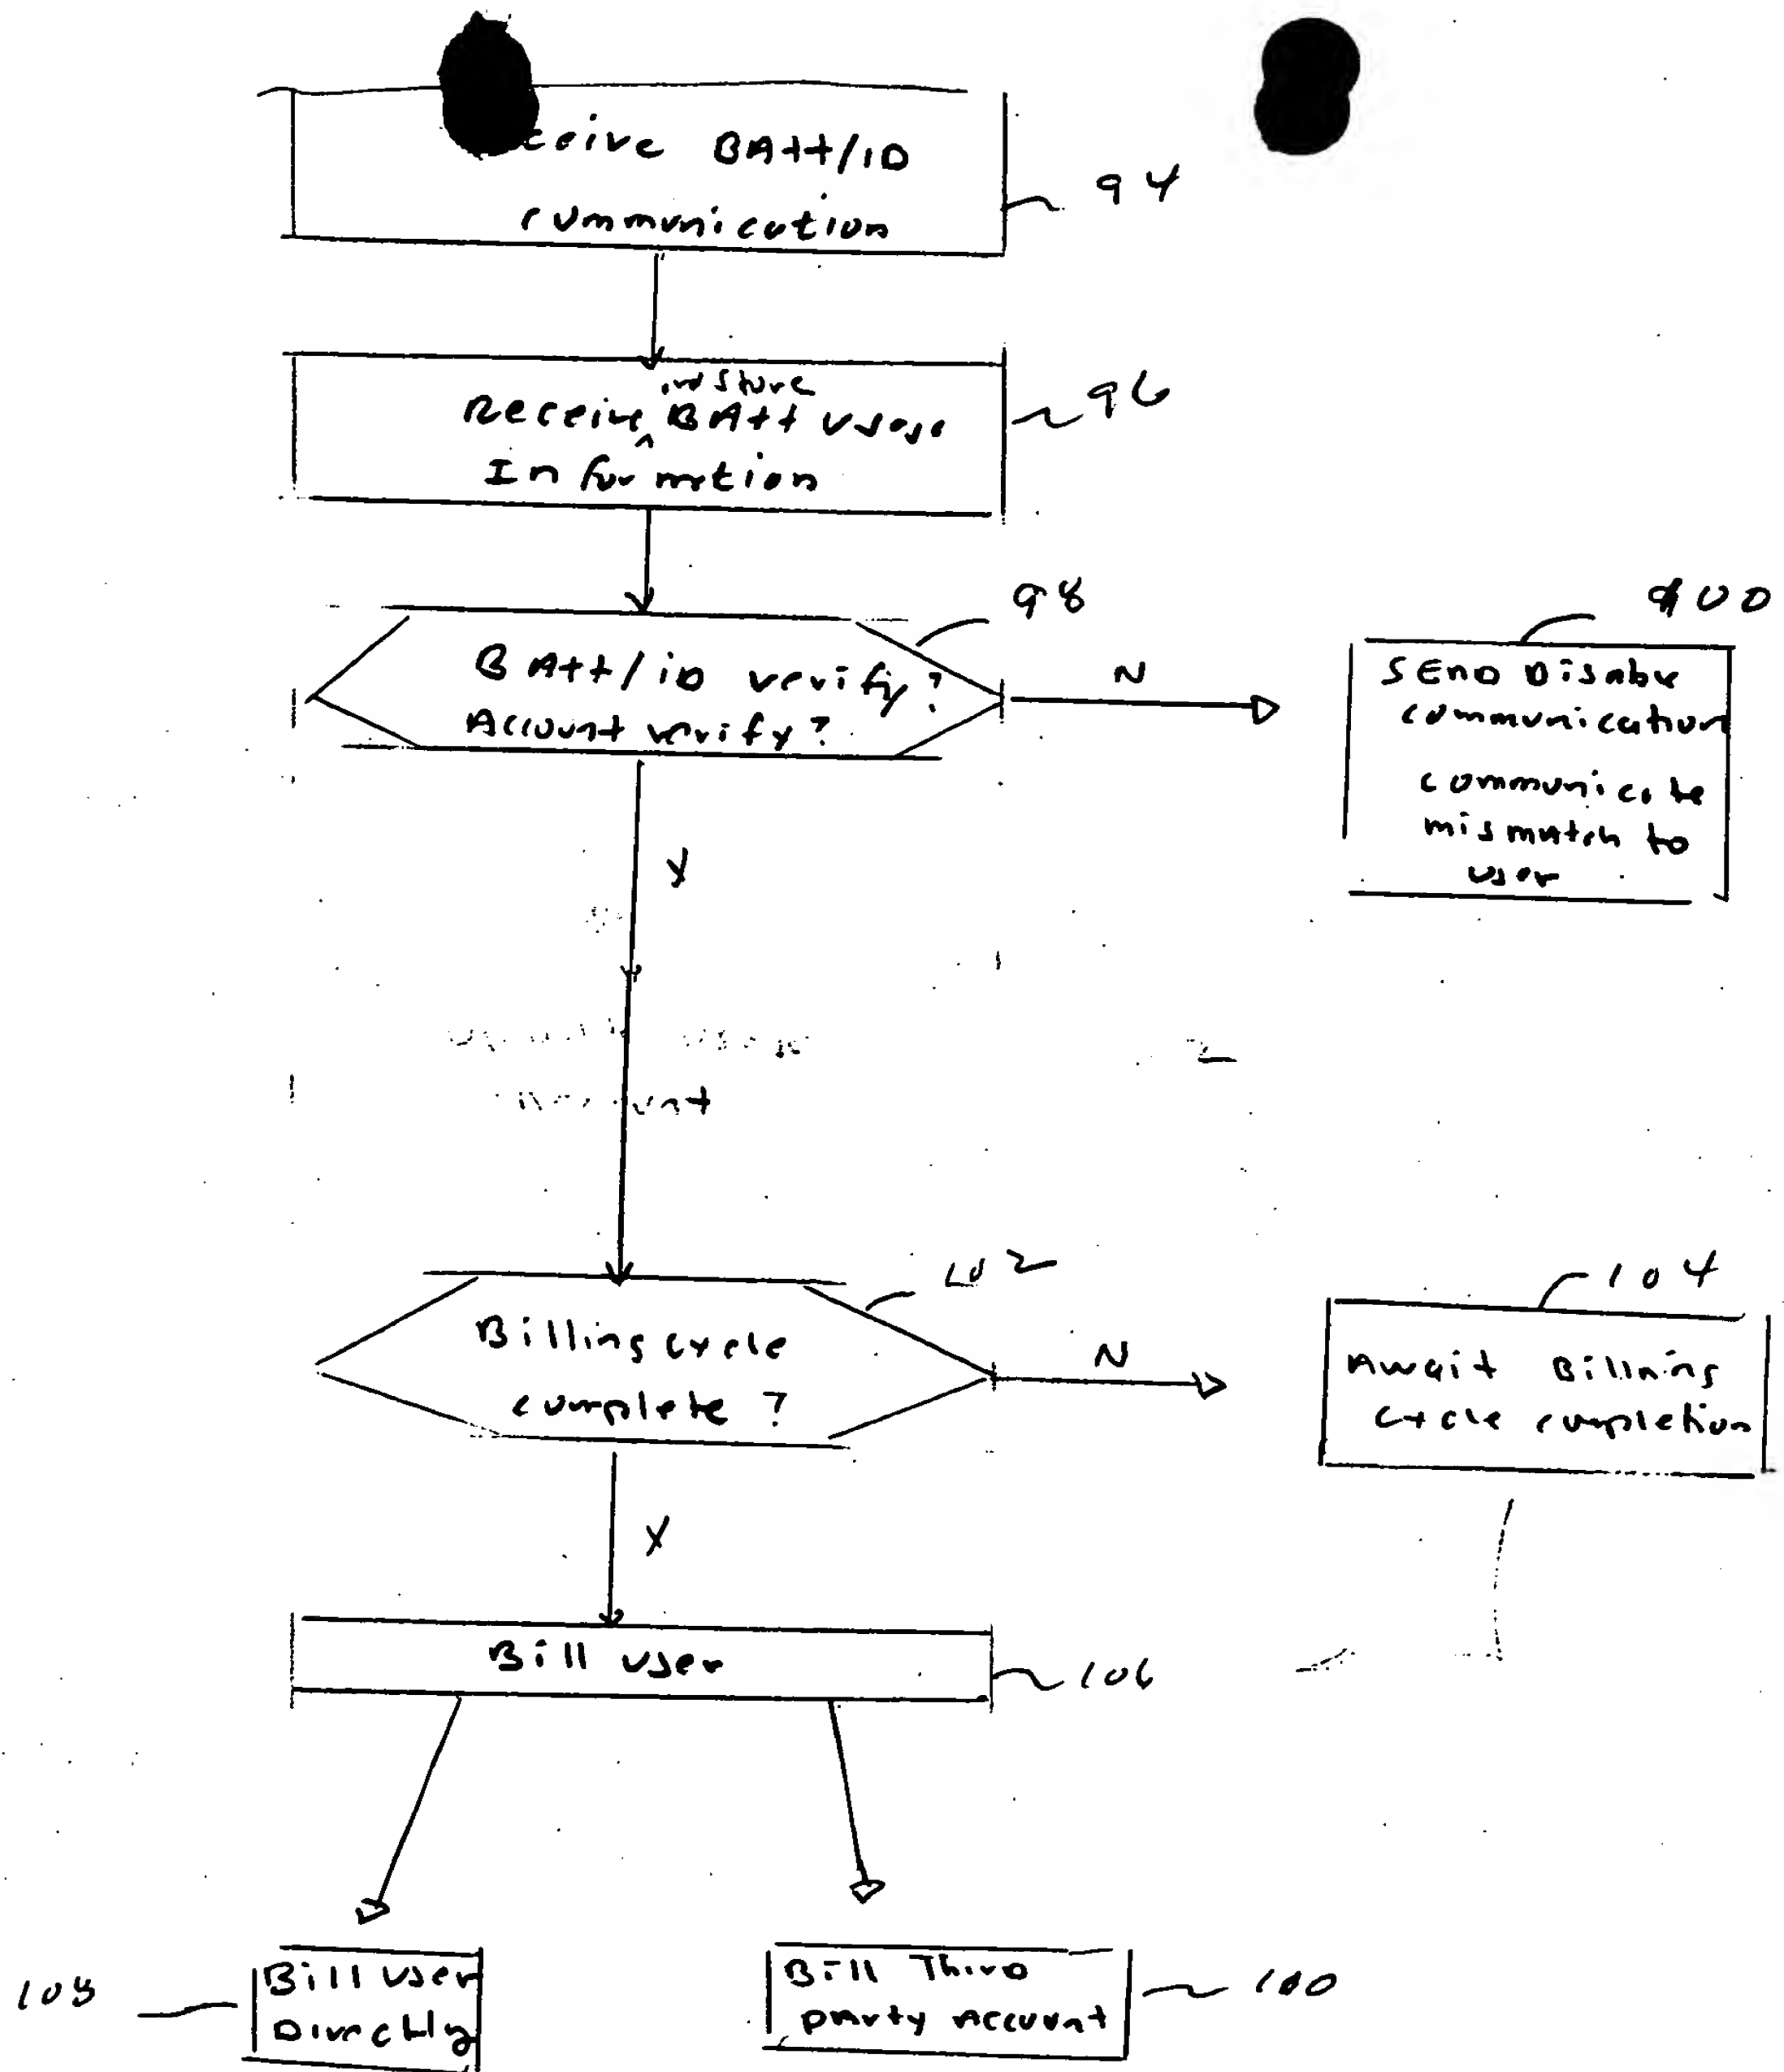 ceive BAtt/ID
communication
94
and store
Receive ^ BAtt usage
Information
96
98
BAtt/iD verify?
Account verify?
N
100
SEnD Disable
communication
communicate
mismatch to
user
Y
102
Billing cycle
complete?
N
104
Await Billning
cycle completion
Y
Bill user
106
108
Bill user
Directly
Bill Third
party Account